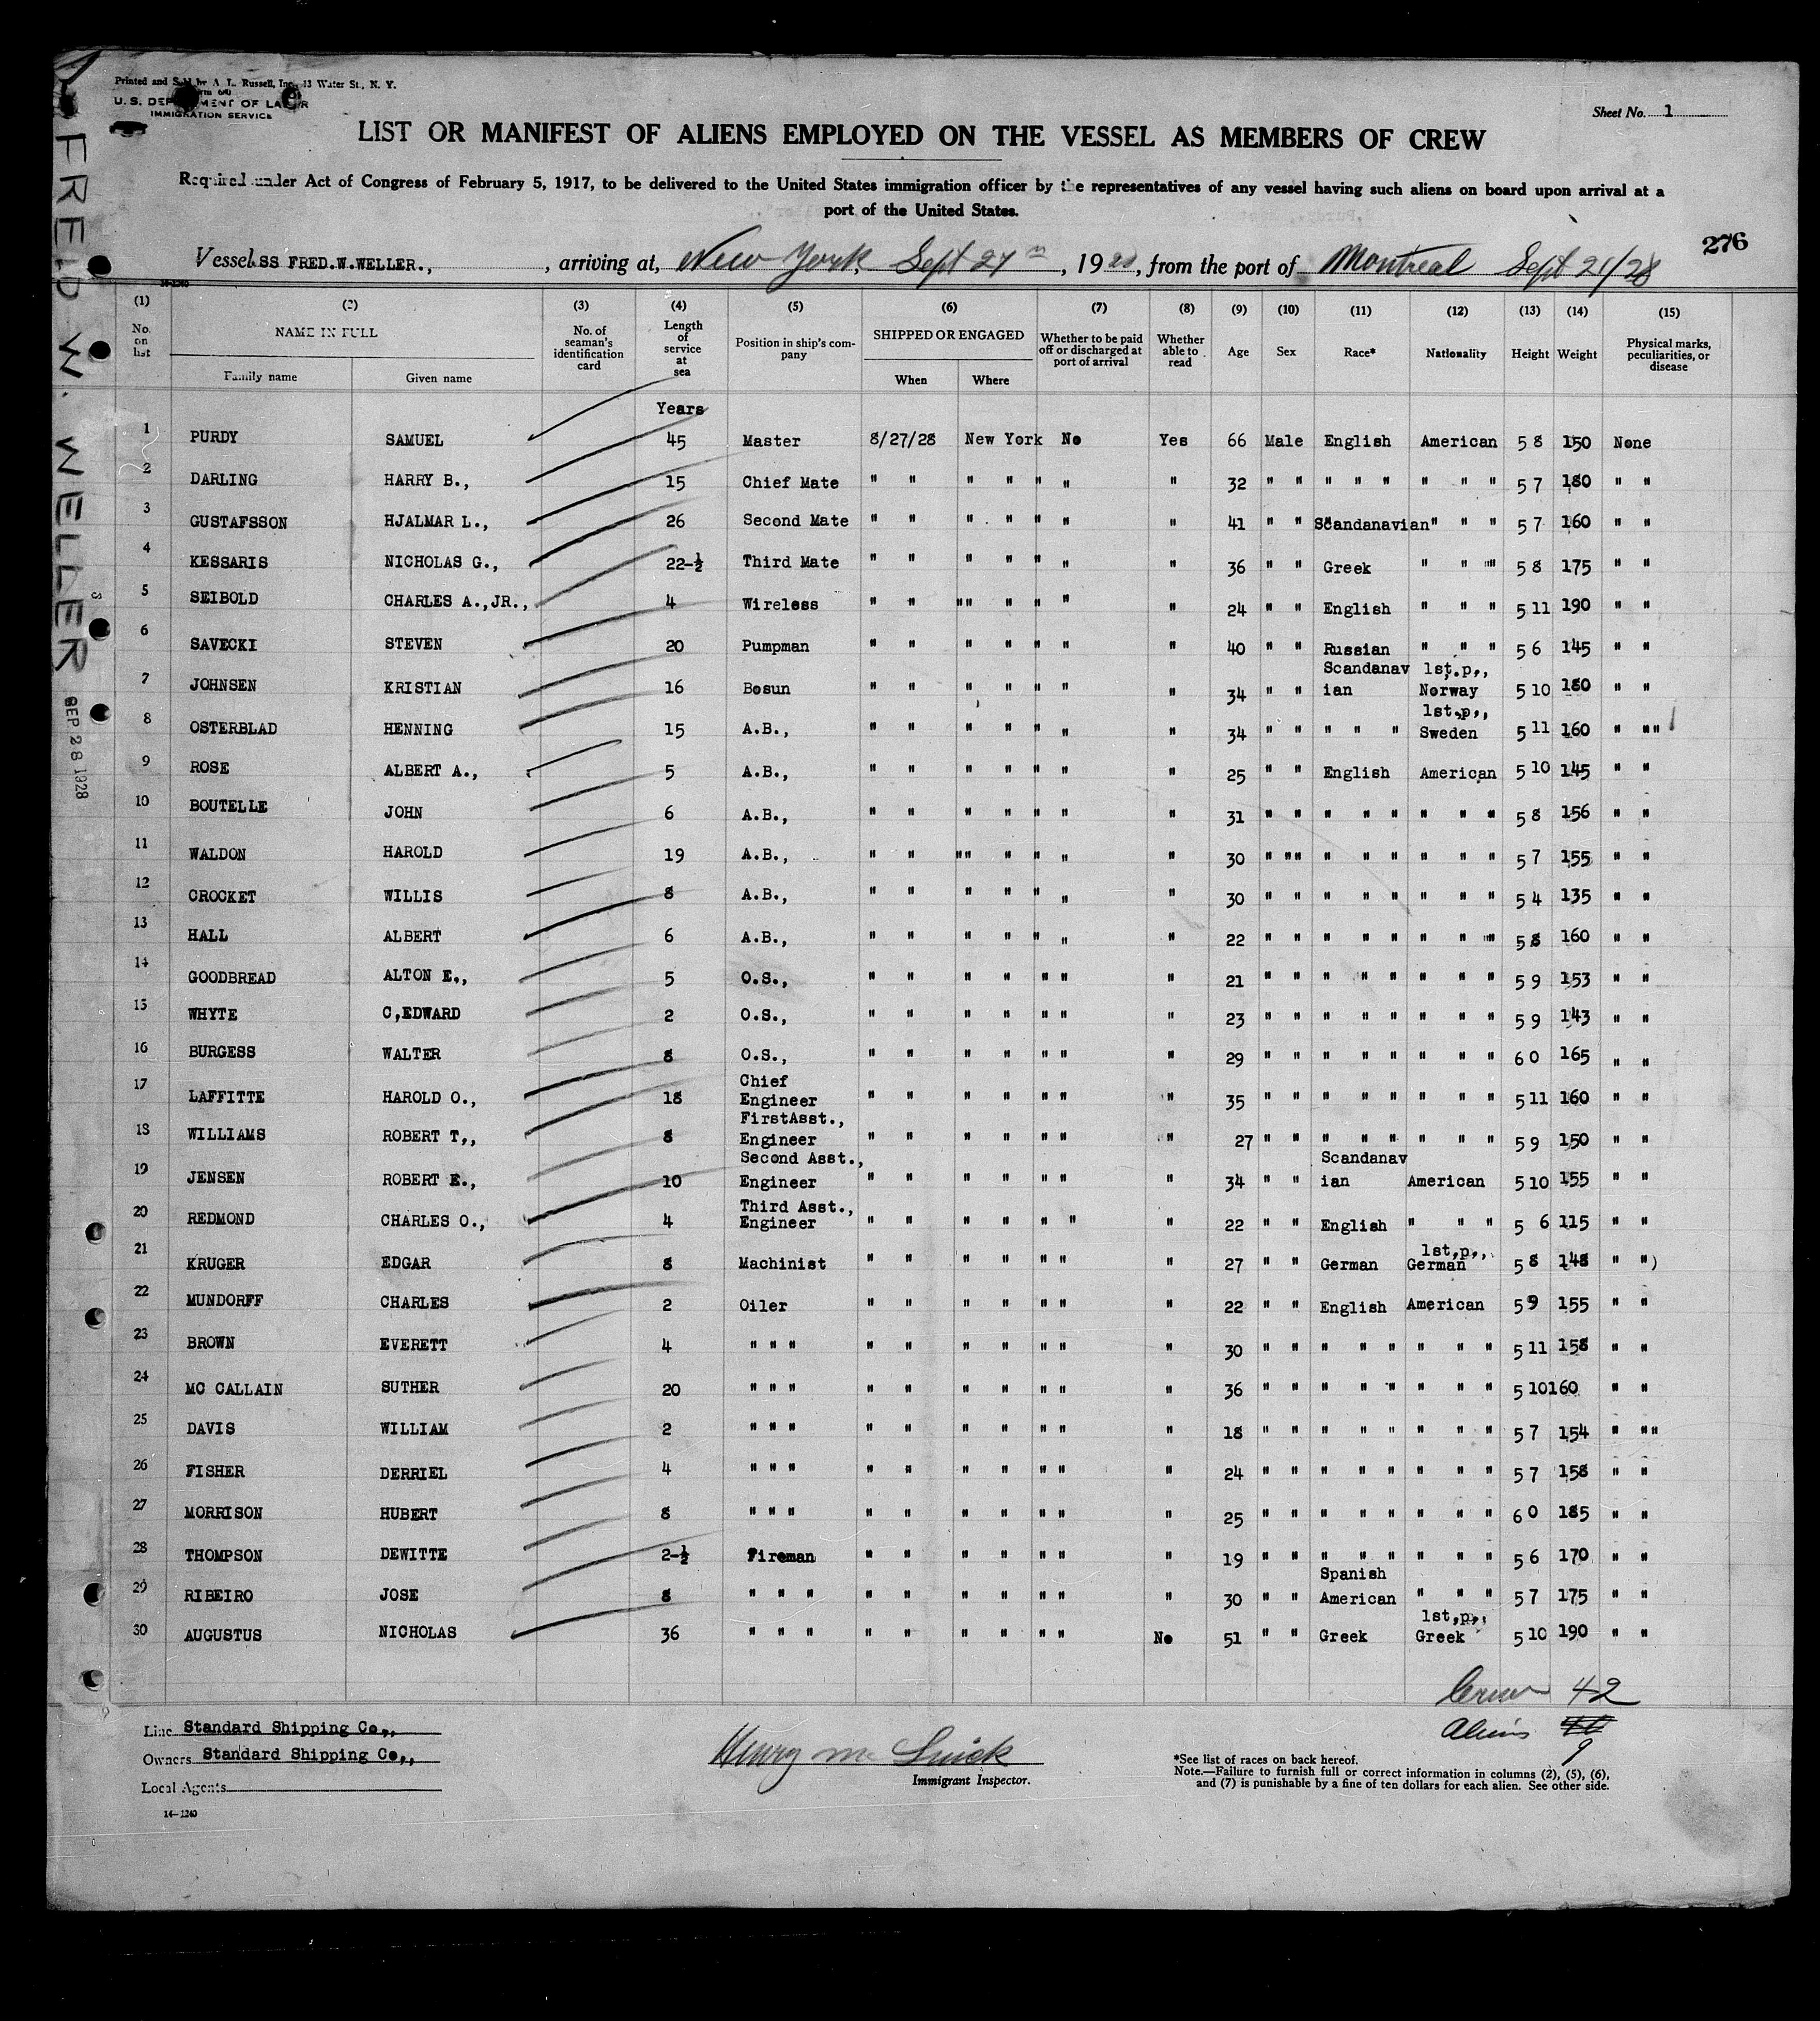 Printed and Sold by A. L. Russell, Inc., 13 Water St., N. Y.
U. S. DEPARTMENT OF LABOR
IMMIGRATION SERVICE
Sheet No. 1
LIST OR MANIFEST OF ALIENS EMPLOYED ON THE VESSEL AS MEMBERS OF CREW
Required under Act of Congress of February 5, 1917, to be delivered to the United States immigration officer by the representatives of any vessel having such aliens on board upon arrival at a
port of the United States.
276
Vessel SS FRED.W.WELLER., , arriving at, New York, Sept 27th, 1928, from the port of Montreal Sept 21/28
(1) (2) (3) (4) (5) (6) (7) (8) (9) (10) (11) (12) (13) (14) (15)
No. on list NAME IN FULL Family name Given name No. of seaman's identification card Length of service at sea Position in ship's company SHIPPED OR ENGAGED When Where Whether to be paid off or discharged at port of arrival Whether able to read Age Sex Race* Nationality Height Weight Physical marks, peculiarities, or disease
Years
1 PURDY SAMUEL 45 Master 8/27/28 New York No Yes 66 Male English American 5 8 150 None
2 DARLING HARRY B., 15 Chief Mate " " " " " " " 32 " " " " " " " " 5 7 180 " "
3 GUSTAFSSON HJALMAR L., 26 Second Mate " " " " " " " 41 " " Scandanavian" " " 5 7 160 " "
4 KESSARIS NICHOLAS G., 22-½ Third Mate " " " " " " " 36 " " Greek " " "" 5 8 175 " "
5 SEIBOLD CHARLES A.,JR., 4 Wireless " " "" " " " " 24 " " English " " " 5 11 190 " "
6 SAVECKI STEVEN 20 Pumpman " " " " " " " 40 " " Russian " " " 5 6 145 " "
7 JOHNSEN KRISTIAN 16 Bosun " " " " " " " 34 " " Scandanav ian 1st.p,, Norway 5 10 180 " "
8 OSTERBLAD HENNING 15 A.B., " " " " " " " 34 " " " " " 1st.p,, Sweden 5 11 160 " ""
9 ROSE ALBERT A., 5 A.B., " " " " " " " 25 " " English American 5 10 145 " "
10 BOUTELLE JOHN 6 A.B., " " " " " " " 31 " " " " " " " " 5 8 156 " "
11 WALDON HAROLD 19 A.B., " " "" " " " " 30 " "" " " " " " " 5 7 155 " "
12 CROCKET WILLIS 8 A.B., " " " " " " " 30 " " " " " " " " 5 4 135 " "
13 HALL ALBERT 6 A.B., " " " " " " " 22 " " " " " " " "" 5 8 160 " "
14 GOODBREAD ALTON E., 5 O.S., " " " " " " " 21 " " " " " " " " 5 9 153 " "
15 WHYTE C,EDWARD 2 O.S., " " " " " " " 23 " " " " " " " " 5 9 143 " "
16 BURGESS WALTER 8 O.S., " " " " " " " 29 " " " " " " " " 6 0 165 " "
17 LAFFITTE HAROLD O., 18 Chief Engineer " " " " " " " 35 " " " " " " " " 5 11 160 " "
18 WILLIAMS ROBERT T,, 8 FirstAsst., Engineer " " " " " " " 27 " " " " " " " " 5 9 150 " "
19 JENSEN ROBERT E., 10 Second Asst., Engineer " " " " " " " 34 " " Scandanav ian American 5 10 155 " "
20 REDMOND CHARLES O., 4 Third Asst., Engineer " " " " " " " 22 " " English " " " 5 6 115 " "
21 KRUGER EDGAR 8 Machinist " " " " " " " 27 " " German 1st,p,, German 5 8 148 " ")
22 MUNDORFF CHARLES 2 Oiler " " " " " " " 22 " " English American 5 9 155 " "
23 BROWN EVERETT 4 " " " " " " " " " " 30 " " " " " " " " 5 11 158 " "
24 MC CALLAIN SUTHER 20 " " " " " " " " " " 36 " " " " " " " " 5 10 160 " "
25 DAVIS WILLIAM 2 " " " " " " " " " " 18 " " " " " " " " 5 7 154 " ""
26 FISHER DERRIEL 4 " " " " " " " " " " 24 " " " " " " " " 5 7 158 " "
27 MORRISON HUBERT 8 " " " " " " " " " " 25 " " " " " " " " 6 0 185 " "
28 THOMPSON DEWITTE 2-½ Fireman " " " " " " " 19 " " " " " " " " 5 6 170 " "
29 RIBEIRO JOSE 8 " " " " " " " " " " 30 " " Spanish American " " " 5 7 175 " "
30 AUGUSTUS NICHOLAS 36 " " " " " " " " " No 51 " " Greek 1st,p,, Greek 5 10 190 " "
Crew 42
Aliens
9
Line Standard Shipping Co.,,
Owners Standard Shipping Co,,
Local Agents
Immigrant Inspector.
*See list of races on back hereof.
Note.—Failure to furnish full or correct information in columns (2), (5), (6),
and (7) is punishable by a fine of ten dollars for each alien. See other side.
14—1240
FRED W. WELLER
SEP 28 1928